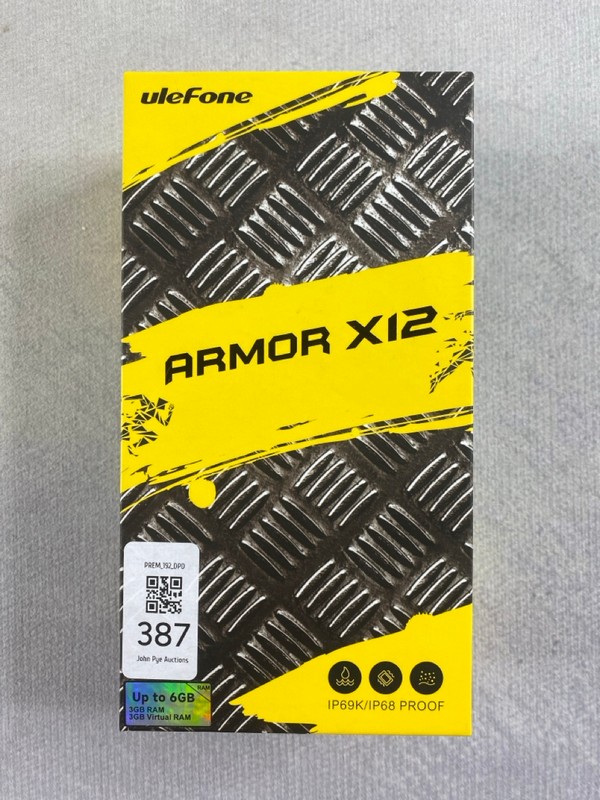 uleFone
ARMOR X12
PREM_192_DPD
387
John Pye Auctions
RAM
Up to 6GB
3GB RAM
3GB Virtual RAM
IP69K/IP68 PROOF